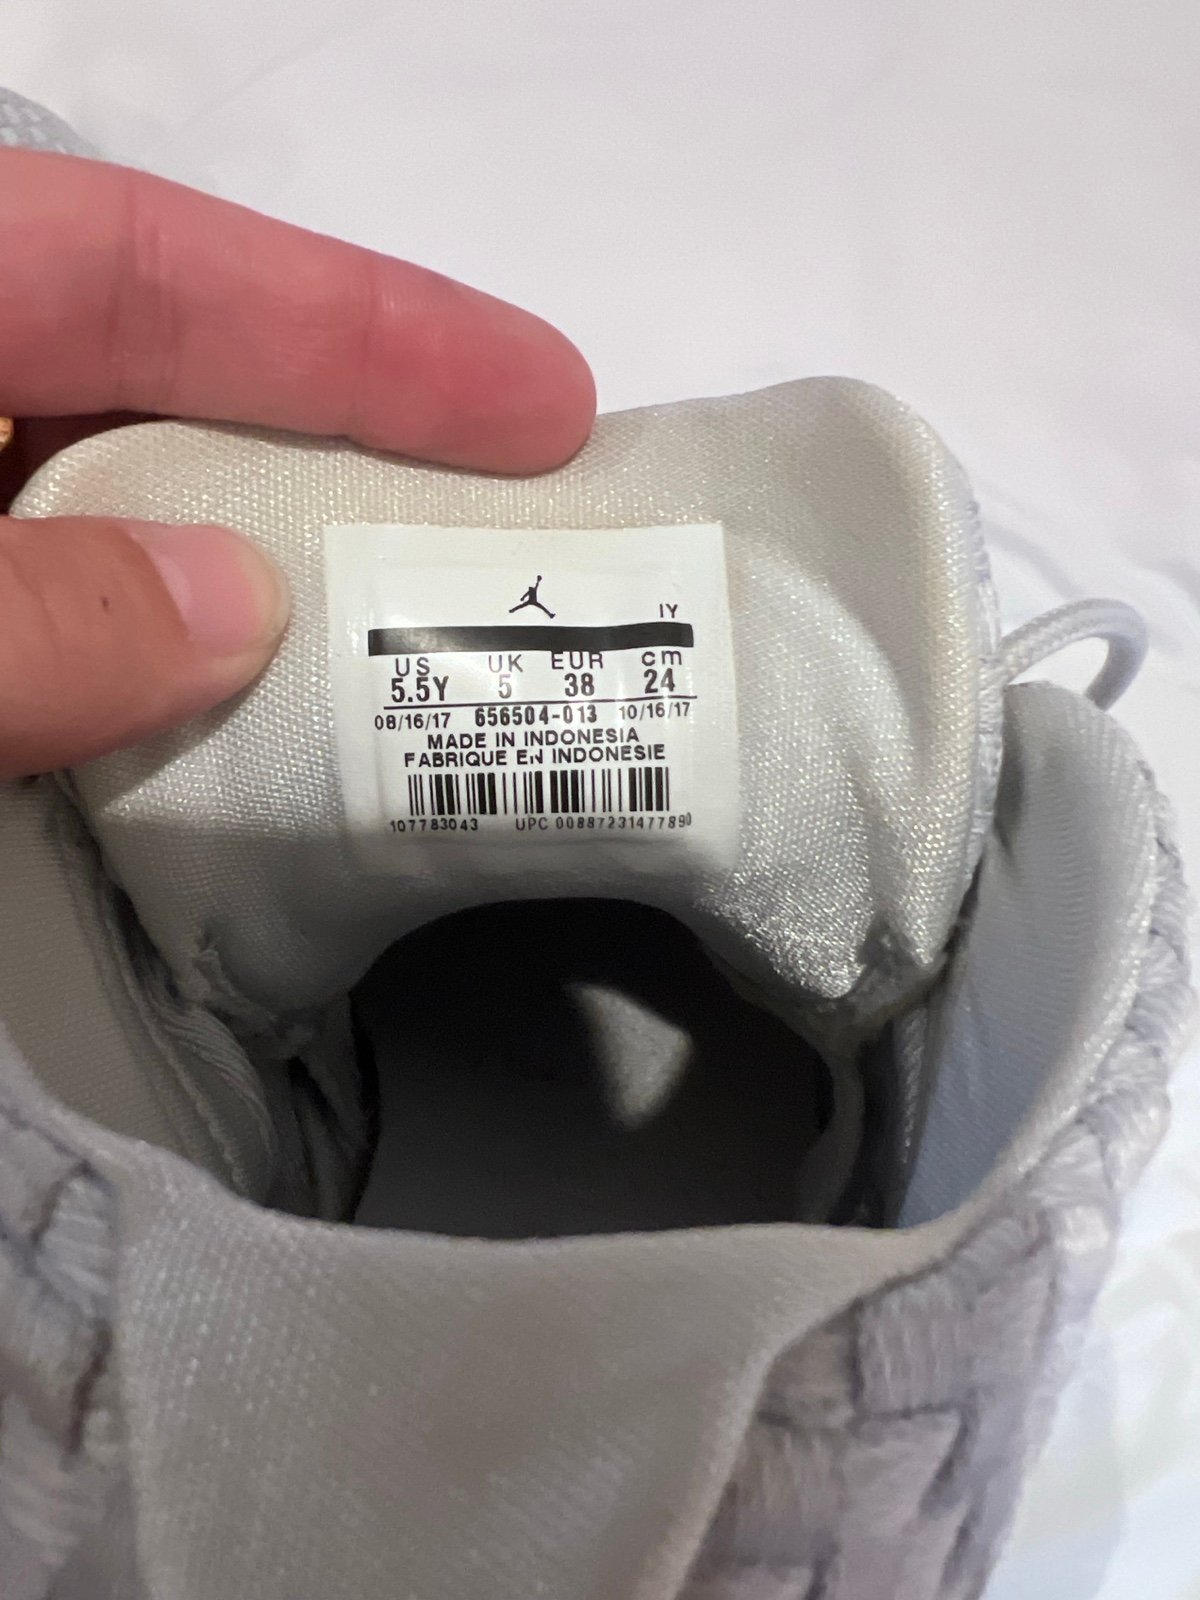 IY
US UK EUR cm
5.5Y 5 38 24
08/16/17 656504-013 10/16/17
MADE IN INDONESIA
FABRIQUE EN INDONESIE
107783043 UPC 00887231477890